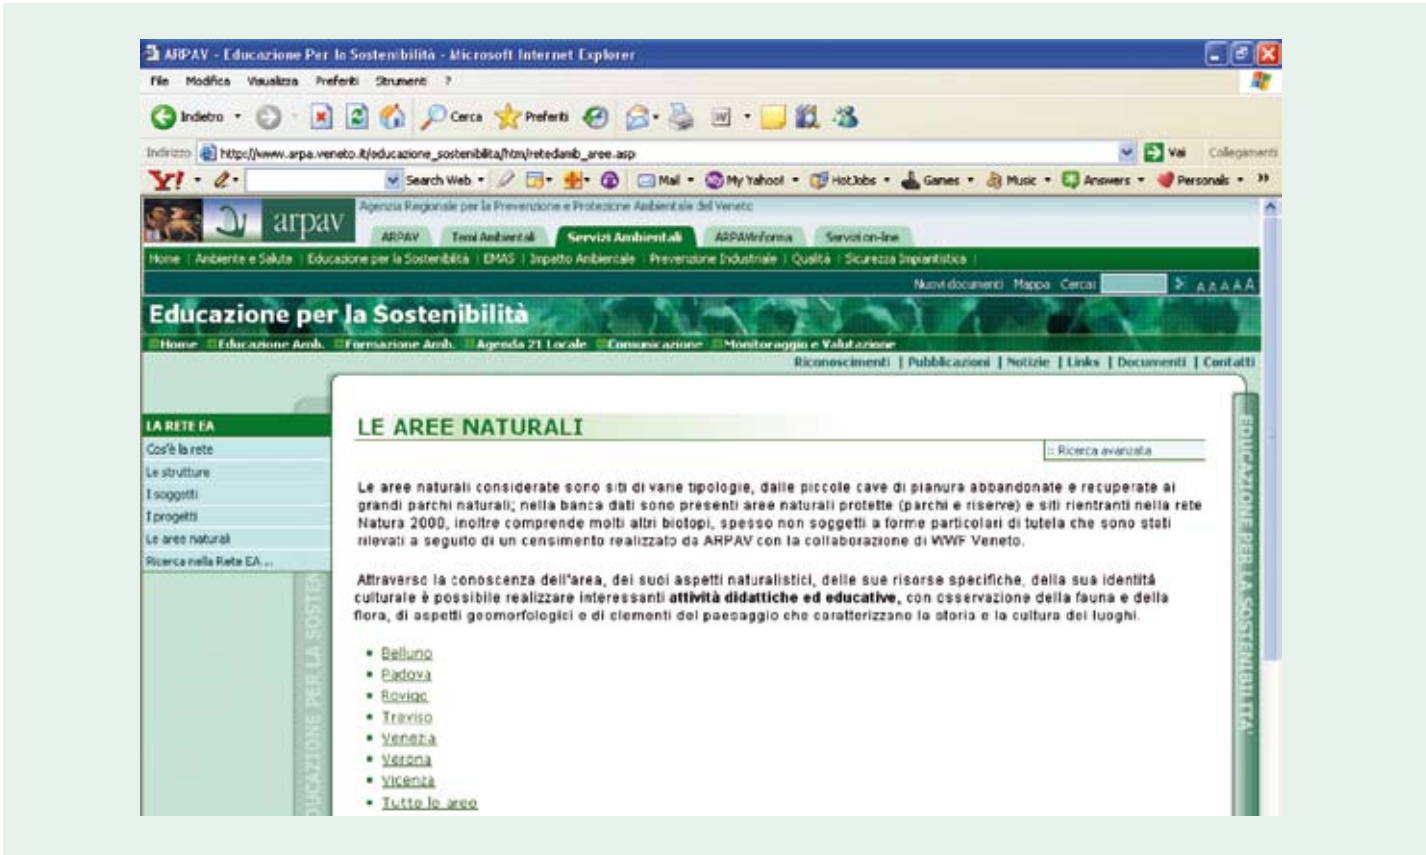 ARPAV - Educazione Per la Sostenibilità - Microsoft Internet Explorer
File Modifica Visualizza Preferiti Strumenti ?
Indietro Cerca Preferiti
Indirizzo http://www.arpa.veneto.it/educazione_sostenibilita/htm/retedamb_aree.asp Vai Collegamenti
Y! Search Web Mail My Yahoo! HotJobs Games Music Answers Personals »
arpav Agenzia Regionale per la Prevenzione e Protezione Ambientale del Veneto
ARPAV Temi Ambientali Servizi Ambientali ARPAVinforma Servizi on-line
Home | Ambiente e Salute | Educazione per la Sostenibilità | EMAS | Impatto Ambientale | Prevenzione Industriale | Qualità | Sicurezza Impiantistica |
Nuovi documenti Mappa Cerca: A A A A A
Educazione per la Sostenibilità
Home Educazione Amb. Formazione Amb. Agenda 21 Locale Comunicazione Monitoraggio e Valutazione
Riconoscimenti | Pubblicazioni | Notizie | Links | Documenti | Contatti
LA RETE EA
Cos'è la rete
Le strutture
I soggetti
I progetti
Le aree naturali
Ricerca nella Rete EA...
LE AREE NATURALI
:: Ricerca avanzata
Le aree naturali considerate sono siti di varie tipologie, dalle piccole cave di pianura abbandonate e recuperate ai
grandi parchi naturali; nella banca dati sono presenti aree naturali protette (parchi e riserve) e siti rientranti nella rete
Natura 2000, inoltre comprende molti altri biotopi, spesso non soggetti a forme particolari di tutela che sono stati
rilevati a seguito di un censimento realizzato da ARPAV con la collaborazione di WWF Veneto.
Attraverso la conoscenza dell'area, dei suoi aspetti naturalistici, delle sue risorse specifiche, della sua identità
culturale è possibile realizzare interessanti attività didattiche ed educative, con osservazione della fauna e della
flora, di aspetti geomorfologici e di elementi del paesaggio che caratterizzano la storia e la cultura dei luoghi.
Belluno
Padova
Rovigo
Treviso
Venezia
Verona
Vicenza
Tutte le aree
EDUCAZIONE PER LA SOSTENIBILITA'
DUCAZIONE PER LA SOSTEN